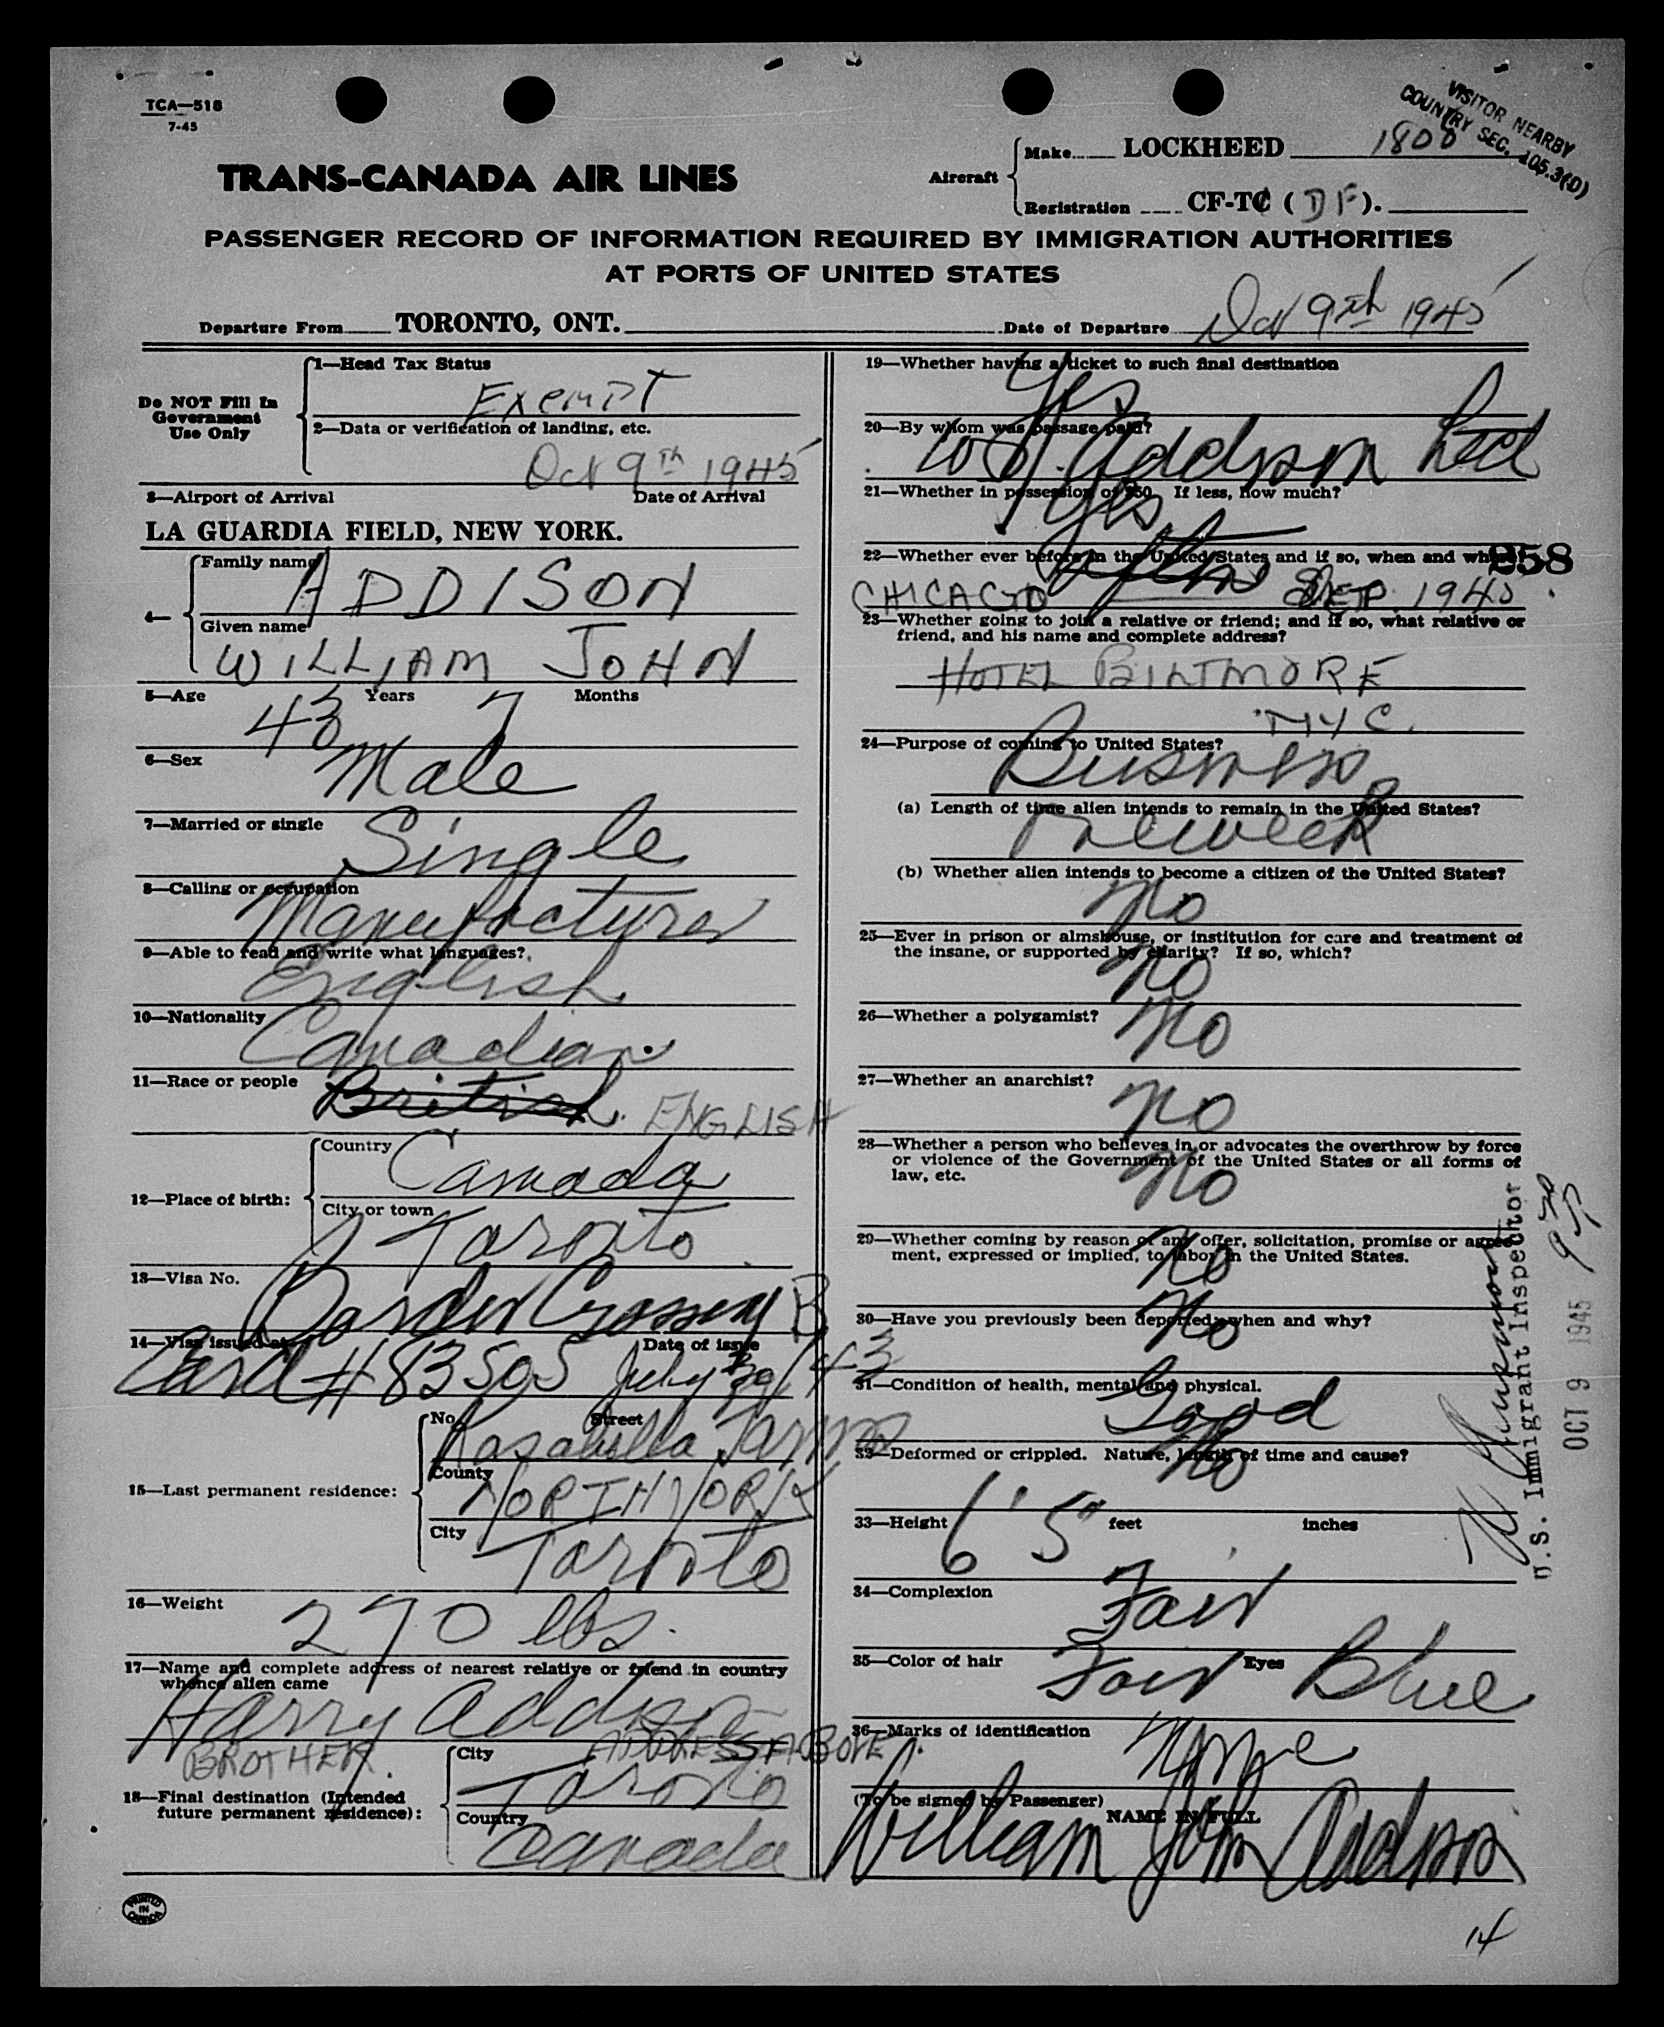 TCA—518
7-45
VISITOR NEARBY
COUNTRY SEC. 105.3(D)
TRANS-CANADA AIR LINES
Aircraft
Make LOCKHEED 1808
Registration CF-TC (DF).
PASSENGER RECORD OF INFORMATION REQUIRED BY IMMIGRATION AUTHORITIES
AT PORTS OF UNITED STATES
Departure From TORONTO, ONT. Date of Departure Oct 9th 1945
Do NOT Fill In
Government
Use Only
1—Head Tax Status
Exempt
2—Data or verification of landing, etc.
Oct 9th 1945
3—Airport of Arrival Date of Arrival
LA GUARDIA FIELD, NEW YORK.
4—
Family name
ADDISON
Given name
WILLIAM JOHN
5—Age 43 Years 7 Months
6—Sex
Male
7—Married or single
Single
8—Calling or occupation
Manufacturer
9—Able to read and write what languages?
English
10—Nationality
Canadian.
11—Race or people
British. ENGLISH
12—Place of birth:
Country
Canada
City or town
Toronto
13—Visa No.
Border Crossing B
14—Visa issued at Date of issue
Card # 83505 July 30/43
15—Last permanent residence:
No. Street
Rosabella Farms
County
NORTH YORK
City
Toronto
16—Weight
270 lbs.
17—Name and complete address of nearest relative or friend in country
whence alien came
Harry Addison
BROTHER. ADDRESS ABOVE.
18—Final destination (Intended
future permanent residence):
City
Toronto
Country
Canada
PRINTED
IN
CANADA
19—Whether having a ticket to such final destination
Yes
20—By whom was passage paid?
W J. Addison Ltd
21—Whether in possession of $50. If less, how much?
Yes
22—Whether ever before in the United States and if so, when and where?
258
Often
CHICAGO SEP. 1945.
23—Whether going to join a relative or friend; and if so, what relative or
friend, and his name and complete address?
HOTEL BILTMORE
NYC.
24—Purpose of coming to United States?
Business
(a) Length of time alien intends to remain in the United States?
One week
(b) Whether alien intends to become a citizen of the United States?
No
25—Ever in prison or almshouse, or institution for care and treatment of
the insane, or supported by charity? If so, which?
No
26—Whether a polygamist?
No
27—Whether an anarchist?
No
28—Whether a person who believes in or advocates the overthrow by force
or violence of the Government of the United States or all forms of
law, etc.
No
29—Whether coming by reason of any offer, solicitation, promise or agree-
ment, expressed or implied, to labor in the United States.
No
30—Have you previously been deported, when and why?
No
31—Condition of health, mental and physical.
Good
33—Deformed or crippled. Nature, length of time and cause?
No
33—Height 6' 5" feet inches
34—Complexion
Fair
35—Color of hair Fair Eyes Blue
36—Marks of identification
None
(To be signed by Passenger)
NAME IN FULL
William John Addison
U.S. Immigrant Inspector
OCT 9 1945
14